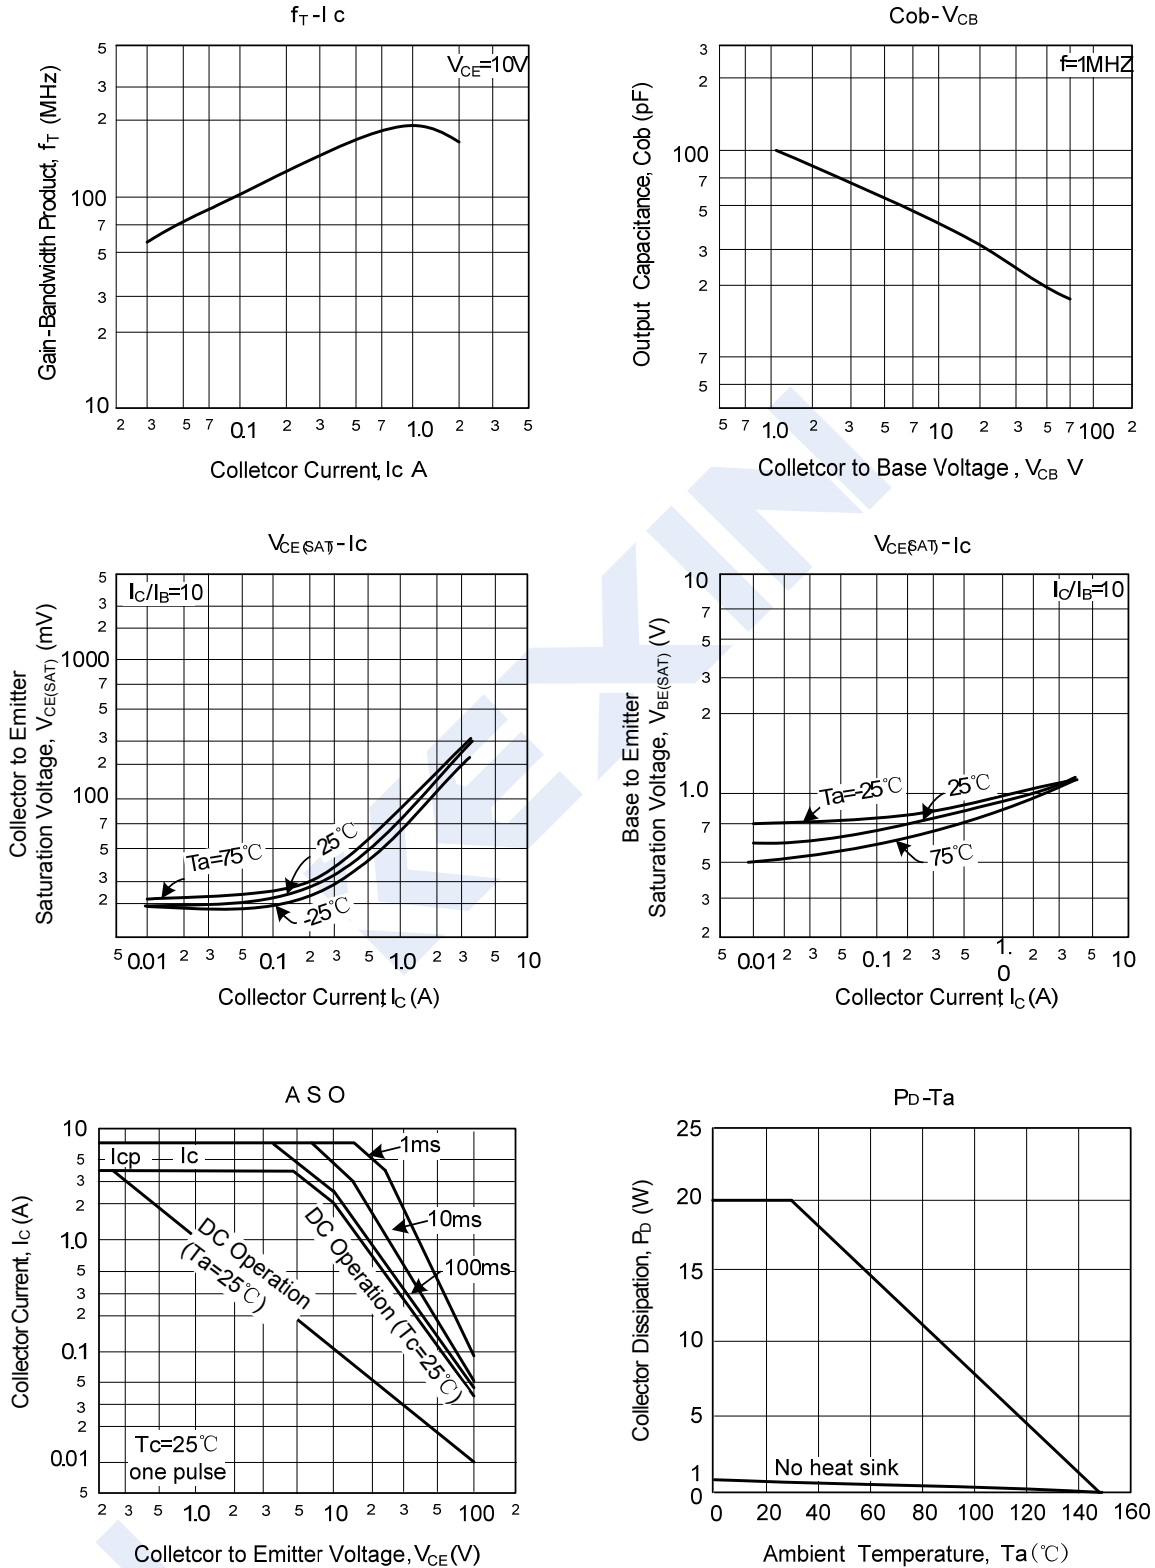 fT-Ic
VCE=10V
Gain-Bandwidth Product, fT (MHz)
5
3
2
100
7
5
3
2
10
2 3 5 7 0.1 2 3 5 1.0 2 3 5
Colletcor Current, Ic A
Cob-VCB
f=1MHZ
Output Capacitance, Cob (pF)
3
2
100
7
5
3
2
7
5
5 7 1.0 2 3 5 7 10 2 3 5 7 100 2
Colletcor to Base Voltage, VCB V
VCE(SAT)-Ic
IC/IB=10
Collector to Emitter
Saturation Voltage, VCE(SAT) (mV)
5
3
2
1000
7
5
3
2
100
7
5
3
2
Ta=75℃
25℃
-25℃
5 0.01 2 3 5 0.1 2 3 5 1.0 2 3 5 10
Collector Current, IC (A)
VCE(SAT)-Ic
IC/IB=10
Base to Emitter
Saturation Voltage, VBE(SAT) (V)
10
7
5
3
2
1.0
7
5
3
2
Ta=-25℃
25℃
75℃
5 0.01 2 3 5 0.1 2 3 5 1.0 2 3 5 10
Collector Current, IC (A)
KEXIN
A S O
Collector Current, IC (A)
10
5
3
2
1.0
5
3
2
0.1
5
3
2
0.01
5
Icp
Ic
1ms
10ms
100ms
DC Operation
(Ta=25℃)
DC Operation (Tc=25℃)
Tc=25℃
one pulse
2 3 5 1.0 2 3 5 10 2 3 5 100 2
Colletcor to Emitter Voltage, VCE (V)
PD-Ta
Collector Dissipation, PD (W)
25
20
15
10
5
1
0
No heat sink
0 20 40 60 80 100 120 140 160
Ambient Temperature, Ta(℃)